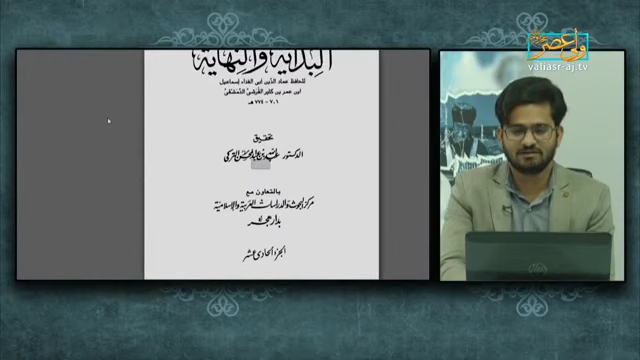 ولی عصر
valiasr-aj.tv
البداية والنهاية
للحافظ عماد الدين أبي الفداء إسماعيل
ابن عمر بن كثير القرشي الدمشقي
٧٠١ - ٧٧٤ هـ
تحقيق
الدكتور عبد الله بن عبد المحسن التركي
بالتعاون مع
مركز البحوث والدراسات العربية والإسلامية
بدار هجر
الجزء الحادي عشر